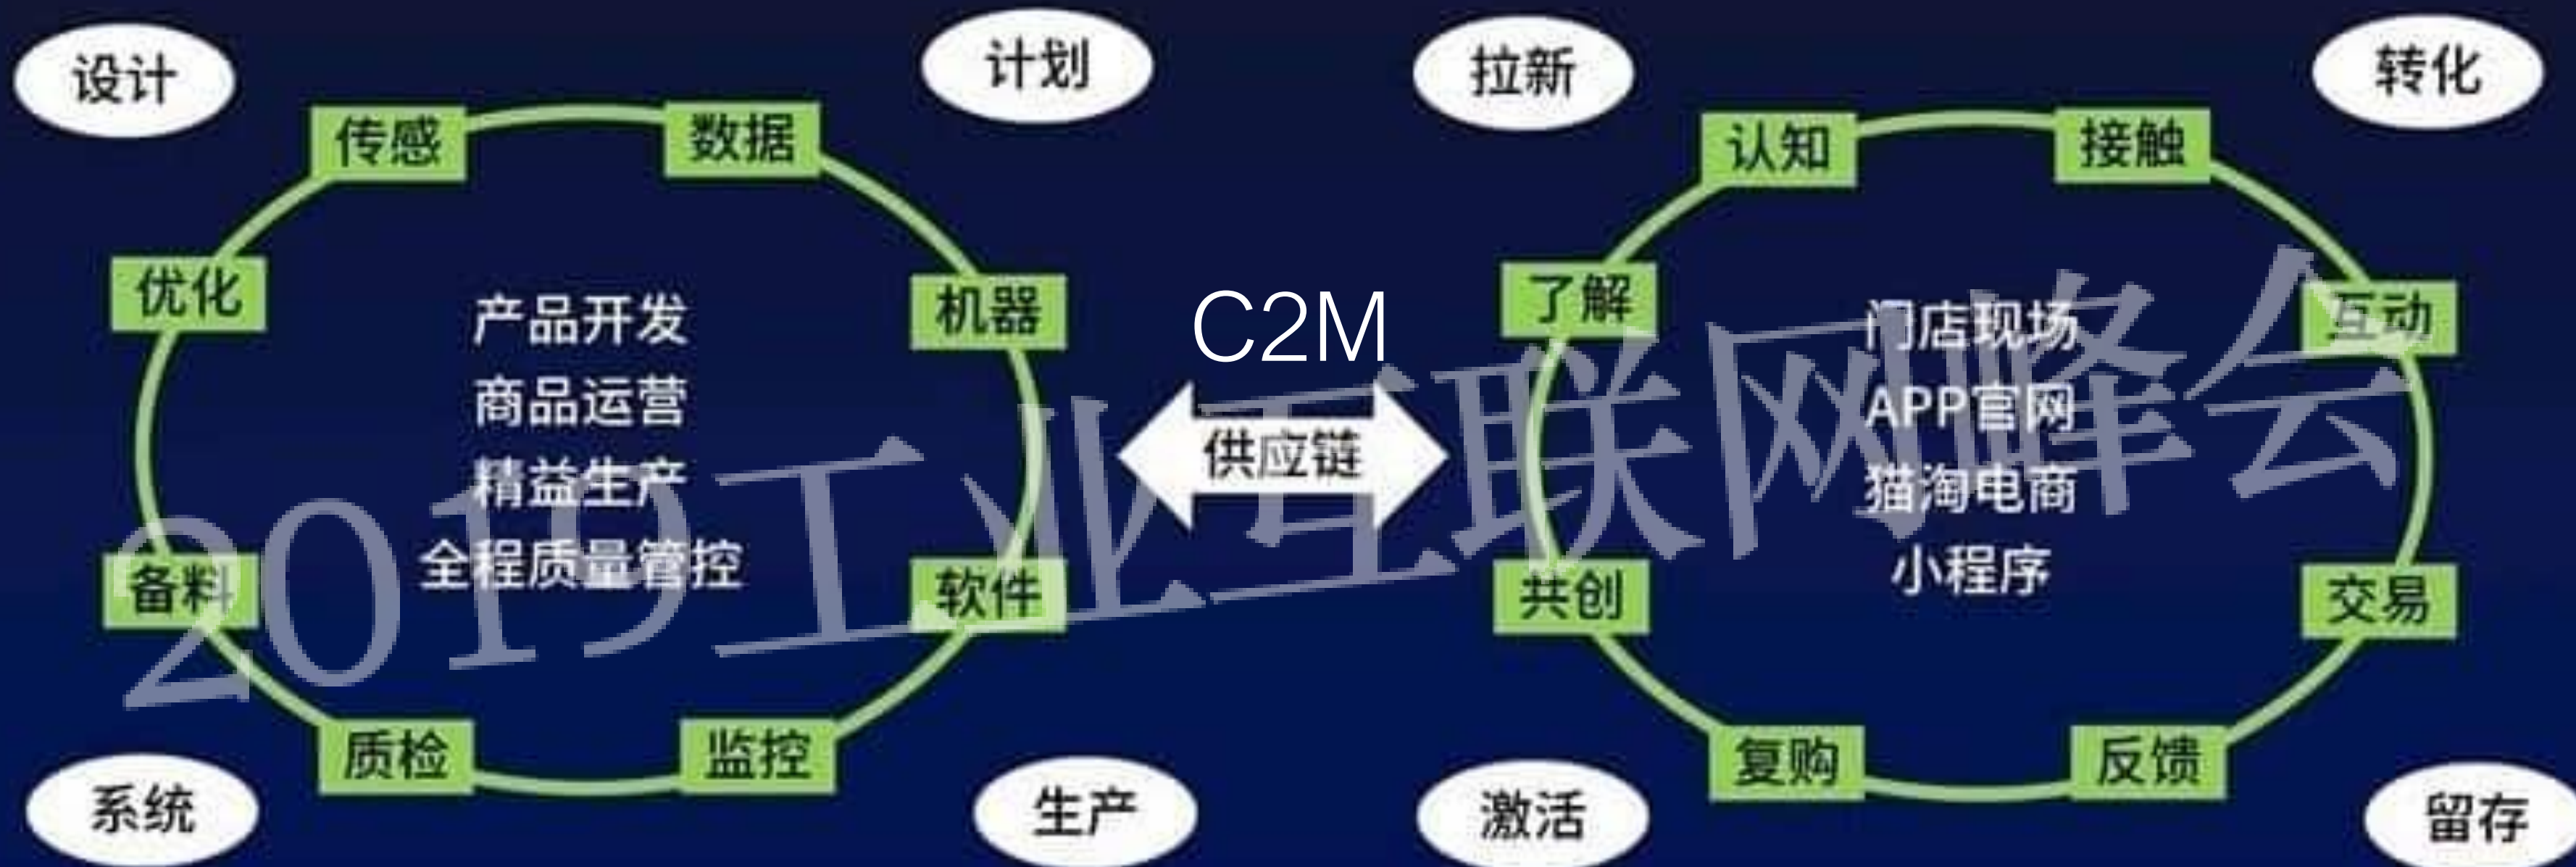 设计
计划
拉新
转化
传感
数据
认知
接触
优化
机器
了解
互动
产品开发
商品运营
精益生产
全程质量管控
C2M
供应链
门店现场
APP官网
猫淘电商
小程序
备料
软件
共创
交易
质检
监控
复购
反馈
系统
生产
激活
留存
2019工业互联网峰会